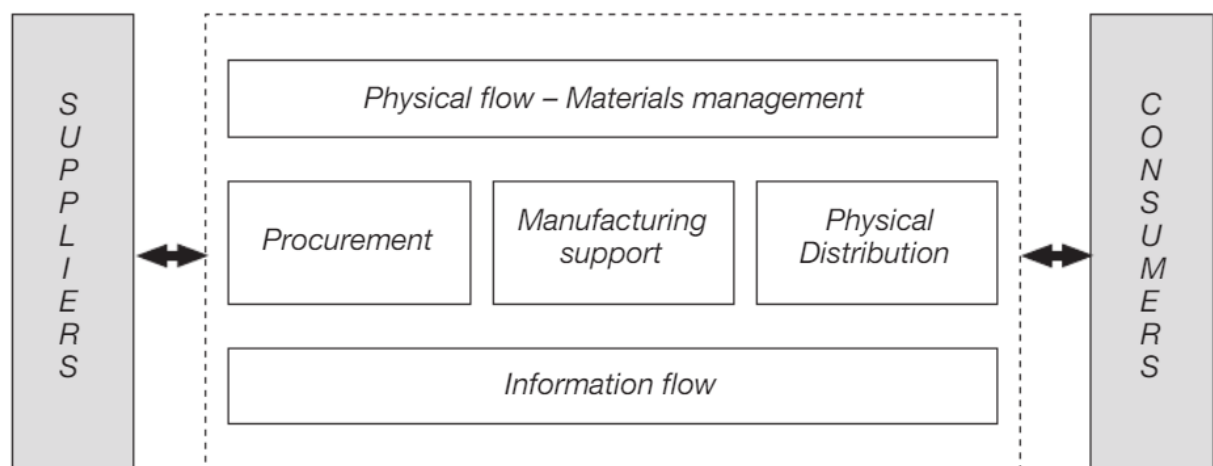 SUPPLIERS
Physical flow – Materials management
Procurement
Manufacturing
support
Physical
Distribution
Information flow
CONSUMERS